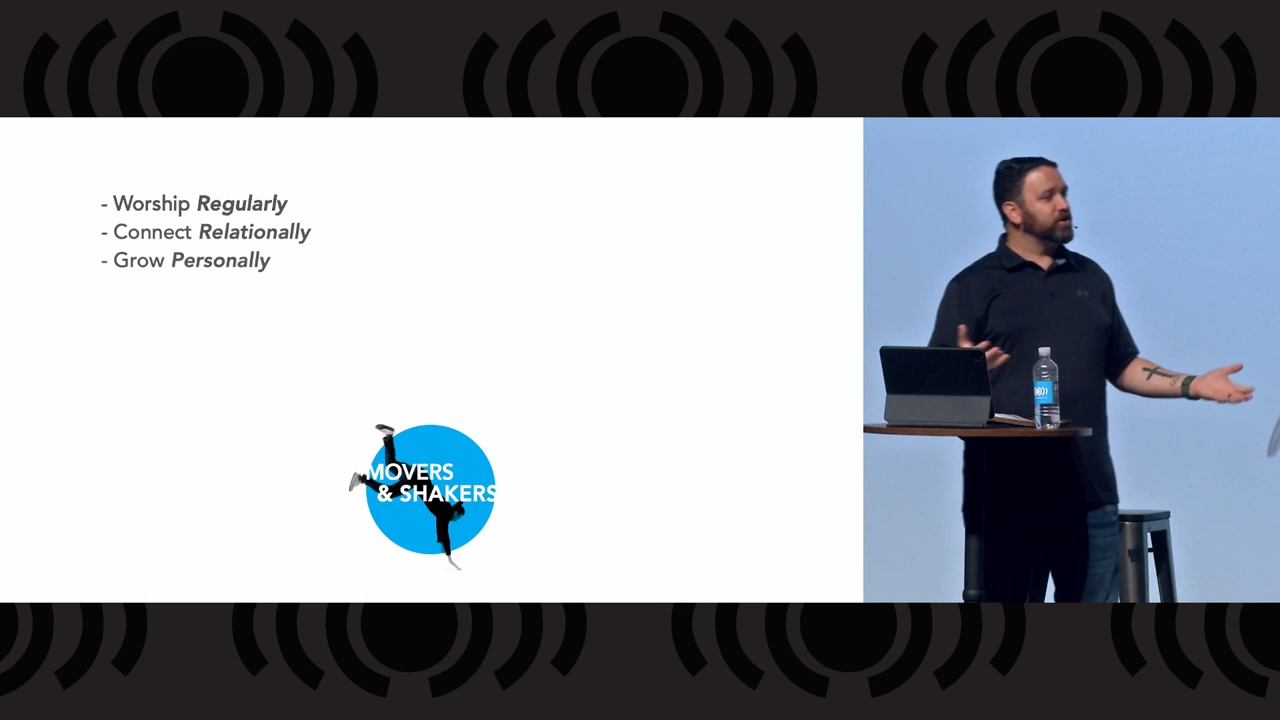 - Worship Regularly
- Connect Relationally
- Grow Personally
MOVERS
& SHAKERS